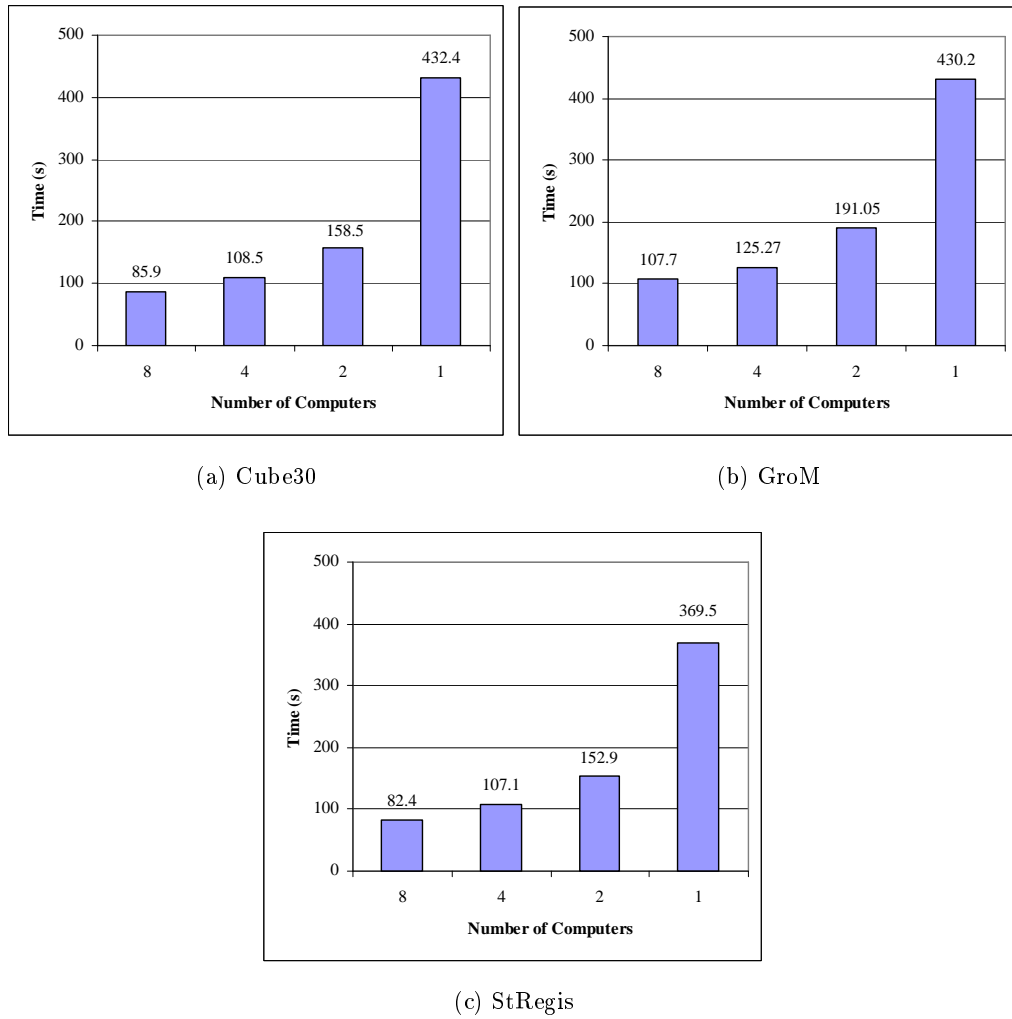 500
400
300
200
100
0
Time (s)
85.9
108.5
158.5
432.4
8 4 2 1
Number of Computers
(a) Cube30
500
400
300
200
100
0
Time (s)
107.7
125.27
191.05
430.2
8 4 2 1
Number of Computers
(b) GroM
500
400
300
200
100
0
Time (s)
82.4
107.1
152.9
369.5
8 4 2 1
Number of Computers
(c) StRegis